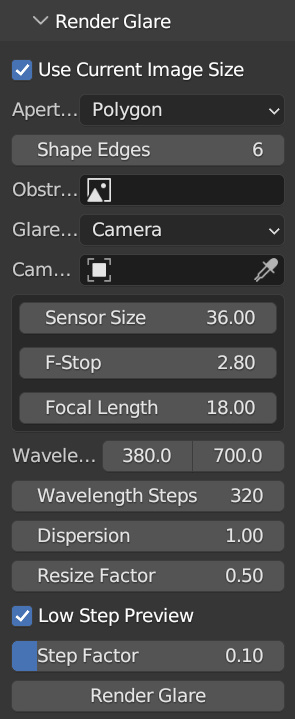 Render Glare
Use Current Image Size
Apert... Polygon
Shape Edges 6
Obstr...
Glare... Camera
Cam...
Sensor Size 36.00
F-Stop 2.80
Focal Length 18.00
Wavele... 380.0 700.0
Wavelength Steps 320
Dispersion 1.00
Resize Factor 0.50
Low Step Preview
Step Factor 0.10
Render Glare